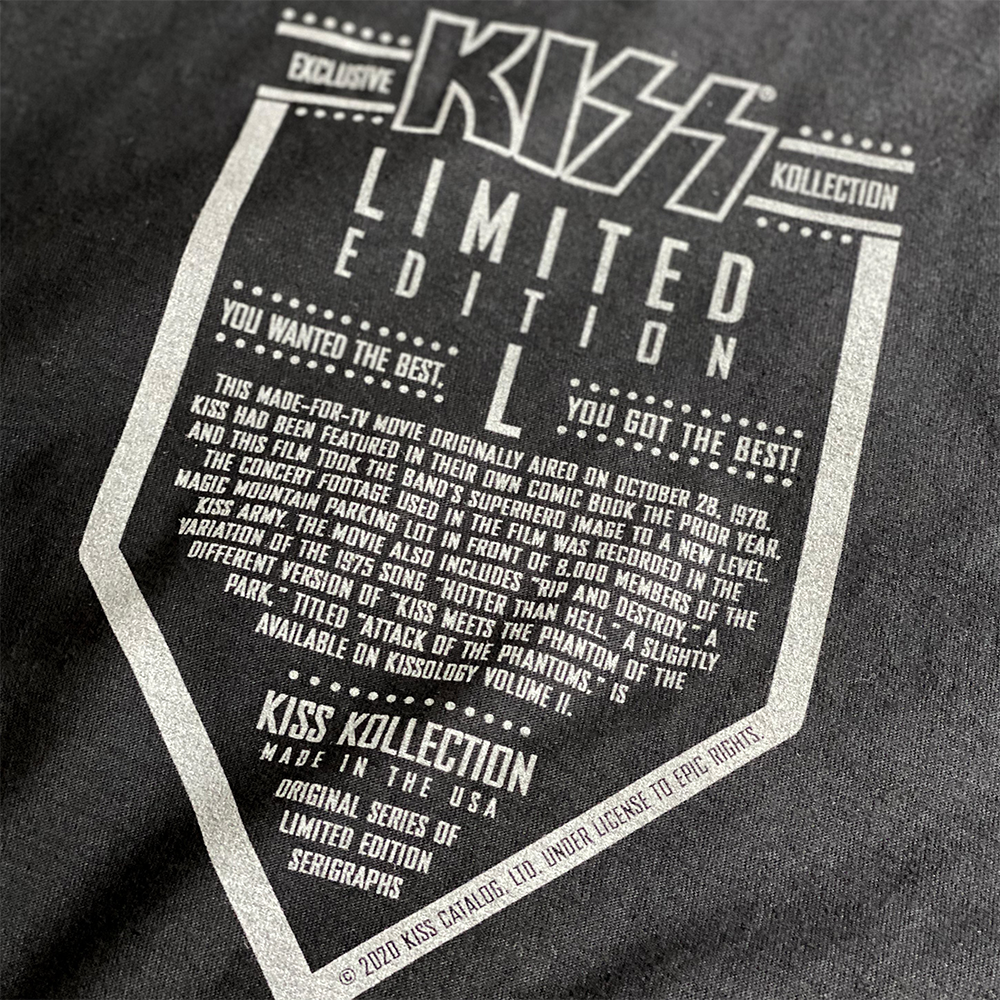 KISS®
EXCLUSIVE
KOLLECTION
LIMITED
EDITION
L
YOU WANTED THE BEST,
YOU GOT THE BEST!
THIS MADE-FOR-TV MOVIE ORIGINALLY AIRED ON OCTOBER 28, 1978.
KISS HAD BEEN FEATURED IN THEIR OWN COMIC BOOK THE PRIOR YEAR,
AND THIS FILM TOOK THE BAND'S SUPERHERO IMAGE TO A NEW LEVEL.
THE CONCERT FOOTAGE USED IN THE FILM WAS RECORDED IN THE
MAGIC MOUNTAIN PARKING LOT IN FRONT OF 8,000 MEMBERS OF THE
KISS ARMY. THE MOVIE ALSO INCLUDES "RIP AND DESTROY," A
VARIATION OF THE 1975 SONG "HOTTER THAN HELL." A SLIGHTLY
DIFFERENT VERSION OF "KISS MEETS THE PHANTOM OF THE
PARK," TITLED "ATTACK OF THE PHANTOMS," IS
AVAILABLE ON KISSOLOGY VOLUME II.
KISS KOLLECTION
MADE IN THE USA
ORIGINAL SERIES OF
LIMITED EDITION
SERIGRAPHS
© 2020 KISS CATALOG, LTD. UNDER LICENSE TO EPIC RIGHTS.